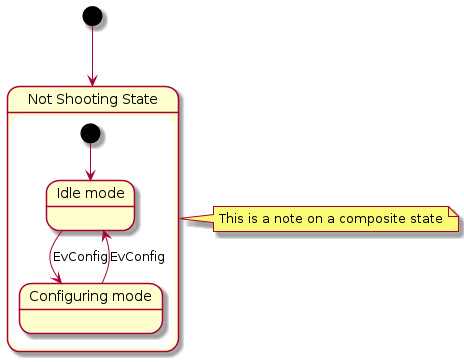 Not Shooting State
Idle mode
This is a note on a composite state
EvConfig
EvConfig
Configuring mode